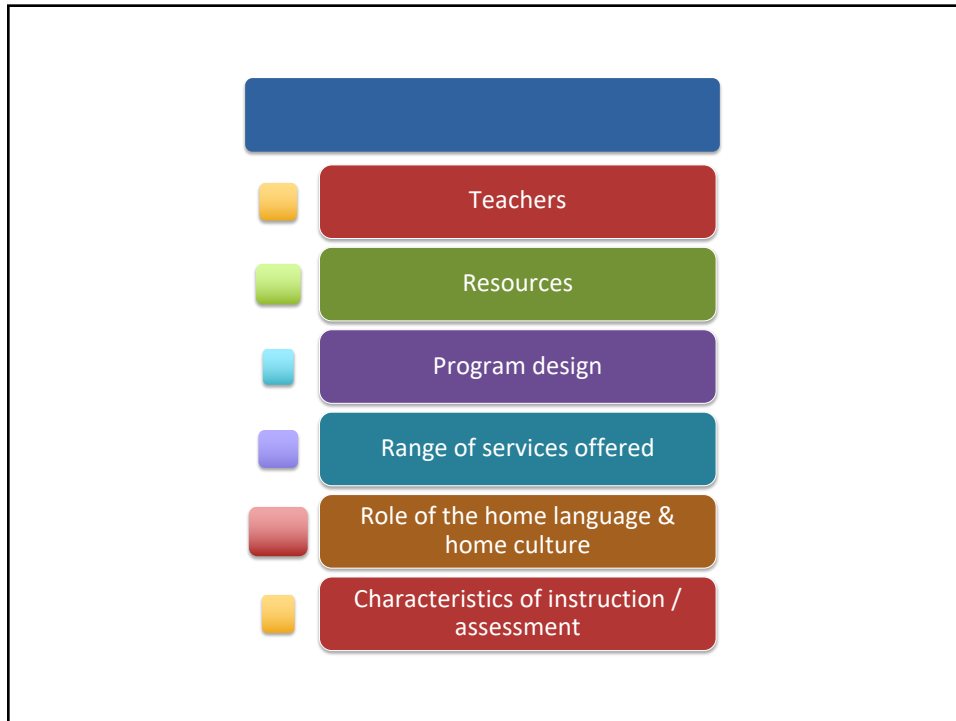 Teachers
Resources
Program design
Range of services offered
Role of the home language &
home culture
Characteristics of instruction /
assessment